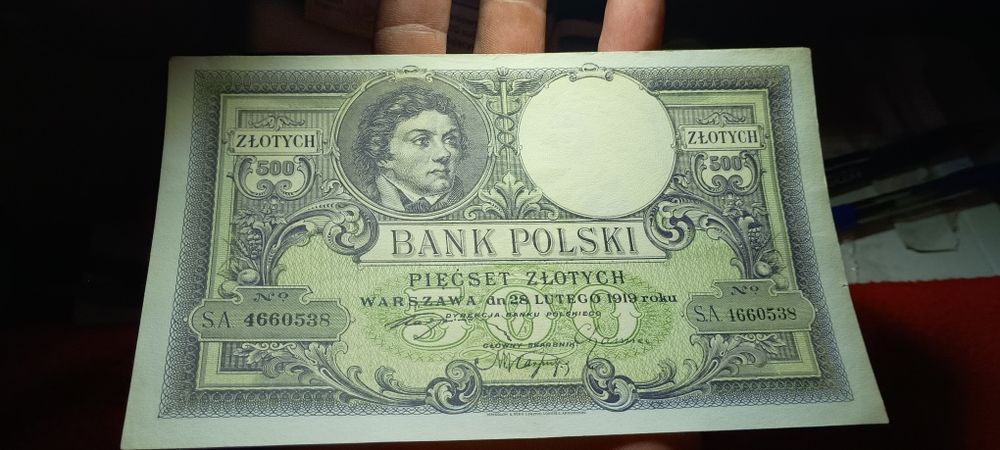 ZŁOTYCH
500
ZŁOTYCH
500
BANK POLSKI
PIĘĆSET ZŁOTYCH
WARSZAWA dn 28 LUTEGO 1919 roku
DYREKCJA BANKU POLSKIEGO
500
GŁÓWNY SKARBNIK
No
S.A. 4660538
No
S.A. 4660538